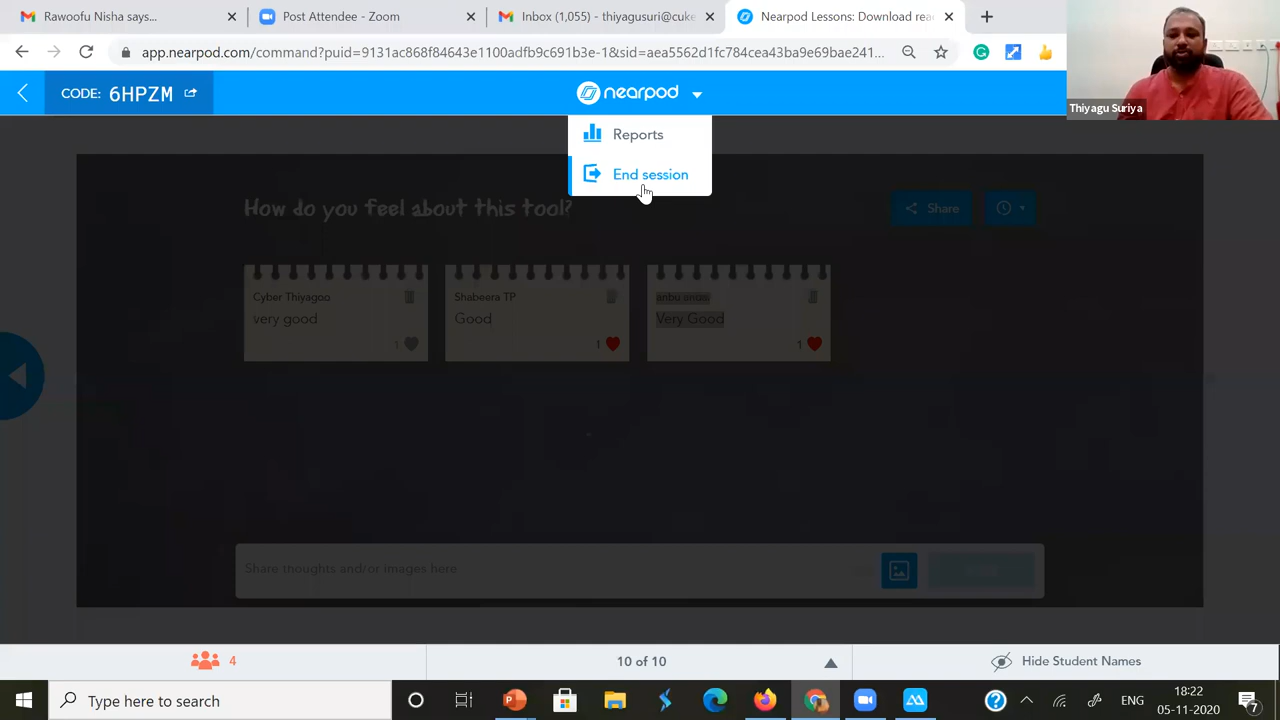 Rawoofu Nisha says...
Post Attendee - Zoom
Inbox (1,055) - thiyagusuri@cuke
Nearpod Lessons: Download rea
app.nearpod.com/command?puid=9131ac868f84643e1100adfb9c691b3e-1&sid=aea5562d1fc784cea43ba9e69bae241...
Thiyagu Suriya
CODE: 6HPZM
nearpod
Reports
End session
How do you feel about this tool?
Share
Cyber Thiyagoo
very good
1
Shabeera TP
Good
1
Very Good
1
Share thoughts and/or images here
4
10 of 10
Hide Student Names
Type here to search
ENG
18:22
05-11-2020
7